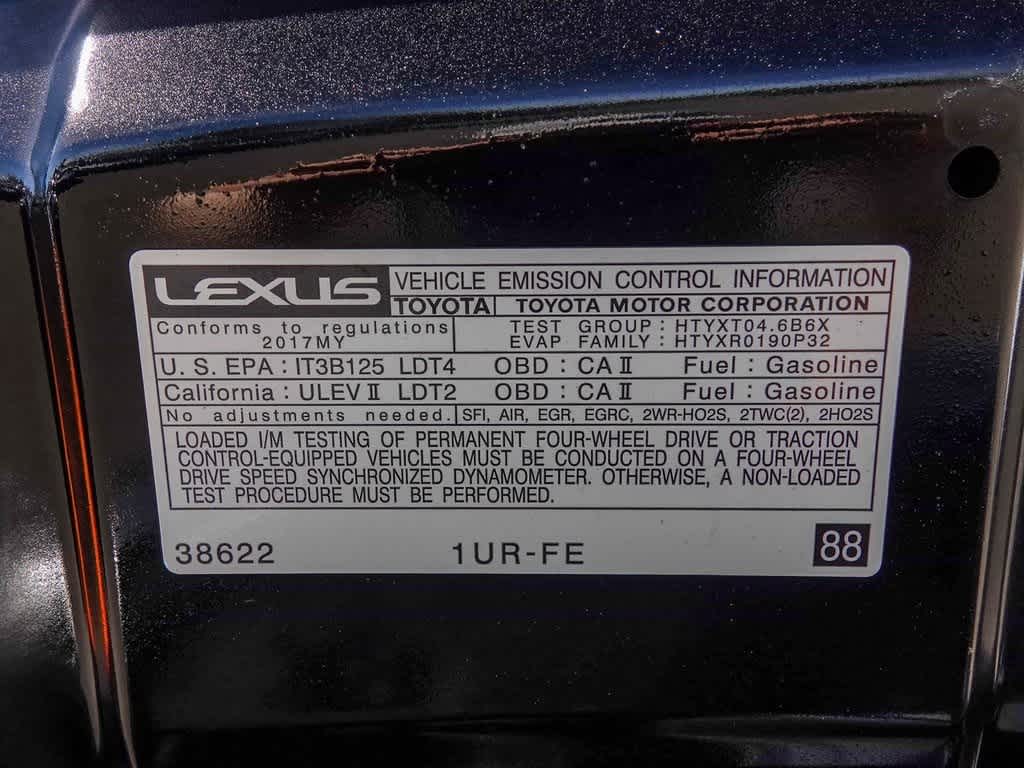 LEXUS VEHICLE EMISSION CONTROL INFORMATION
TOYOTA TOYOTA MOTOR CORPORATION
Conforms to regulations TEST GROUP : HTYXT04.6B6X
2017MY EVAP FAMILY : HTYXR0190P32
U.S. EPA : IT3B125 LDT4 OBD : CA II Fuel : Gasoline
California : ULEV II LDT2 OBD : CA II Fuel : Gasoline
No adjustments needed. SFI, AIR, EGR, EGRC, 2WR-HO2S, 2TWC(2), 2HO2S
LOADED I/M TESTING OF PERMANENT FOUR-WHEEL DRIVE OR TRACTION
CONTROL-EQUIPPED VEHICLES MUST BE CONDUCTED ON A FOUR-WHEEL
DRIVE SPEED SYNCHRONIZED DYNAMOMETER. OTHERWISE, A NON-LOADED
TEST PROCEDURE MUST BE PERFORMED.
38622 1UR-FE 88